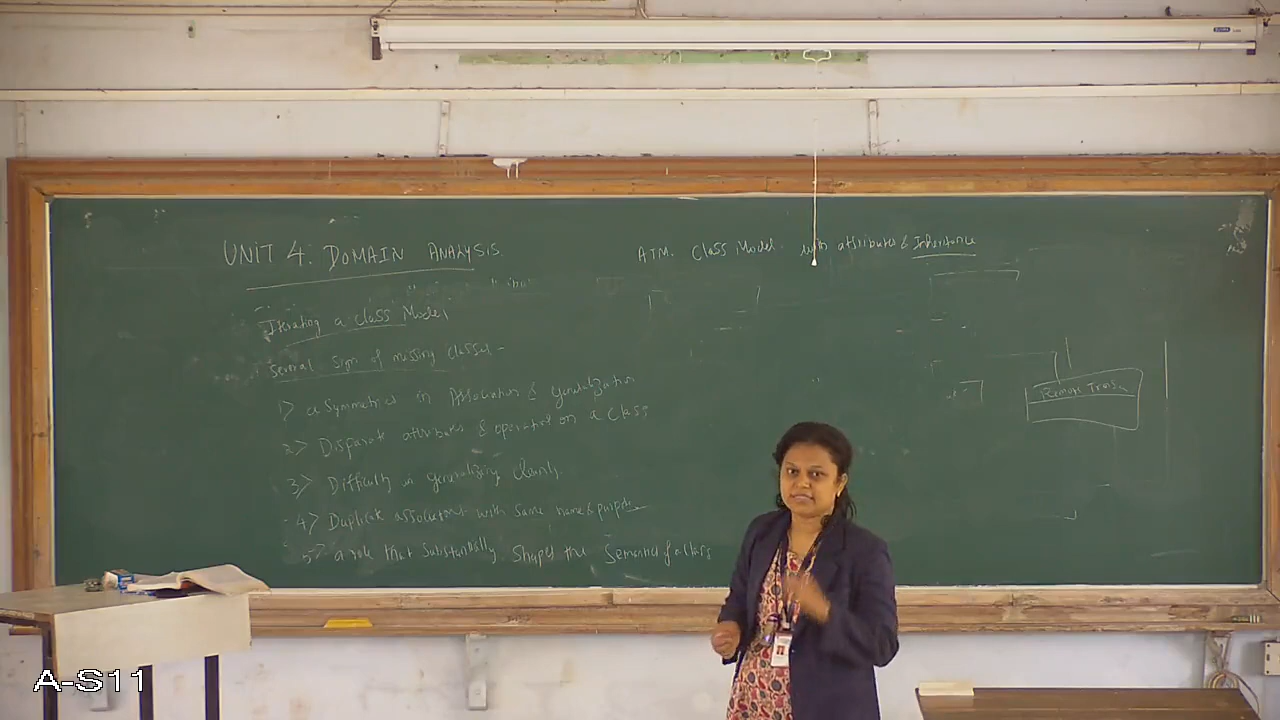 UNIT 4: DOMAIN ANALYSIS
Iterating a class Model
Several sign of missing classes -
1> asymmetries in Association & generalization
2> Disparate attributes & operations on a class
3> Difficulty in generalizing cleanly
4> Duplicate associations with same name & purpose
5> a role that substantially shapes the semantics of a class
ATM Class Model with attributes & Inheritance
Remote Trans
A-S11